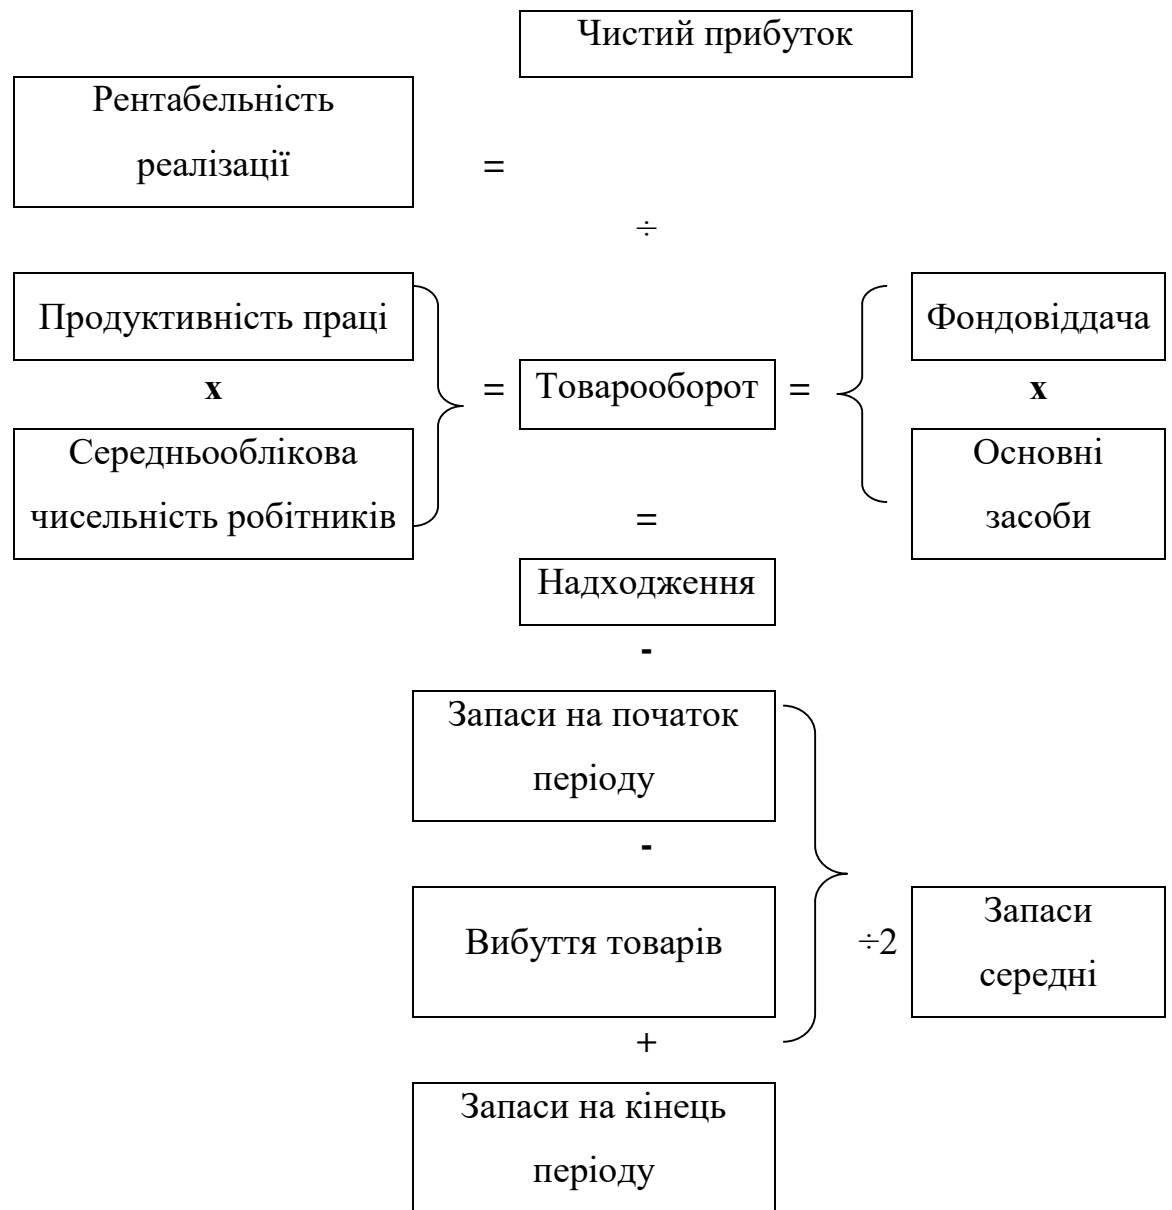 Чистий прибуток
Рентабельність
реалізації
=
÷
Продуктивність праці
Фондовіддача
х
=
Товарооборот
=
х
Середньооблікова
чисельність робітників
Основні
засоби
=
Надходження
-
Запаси на початок
періоду
-
Вибуття товарів
÷2
Запаси
середні
+
Запаси на кінець
періоду